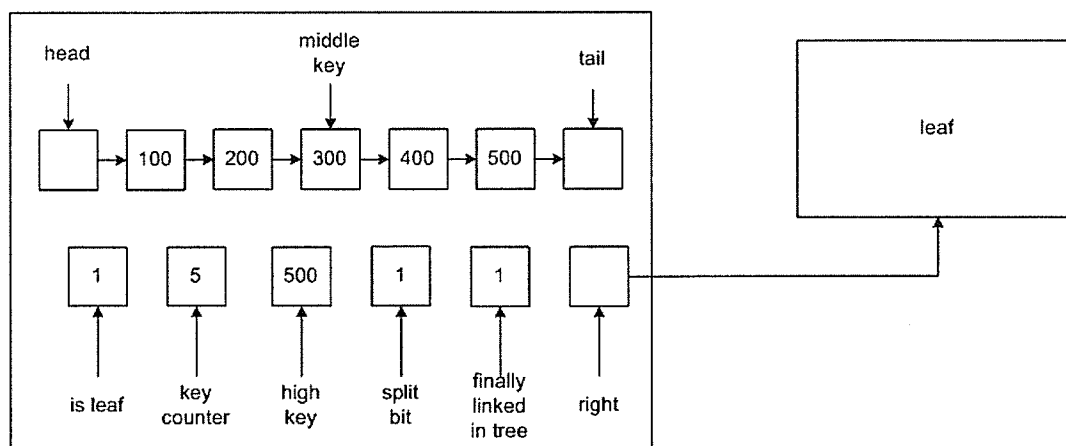 head
middle
key
tail
100 200 300 400 500
leaf
1 5 500 1 1
is leaf
key
counter
high
key
split
bit
finally
linked
in tree
right